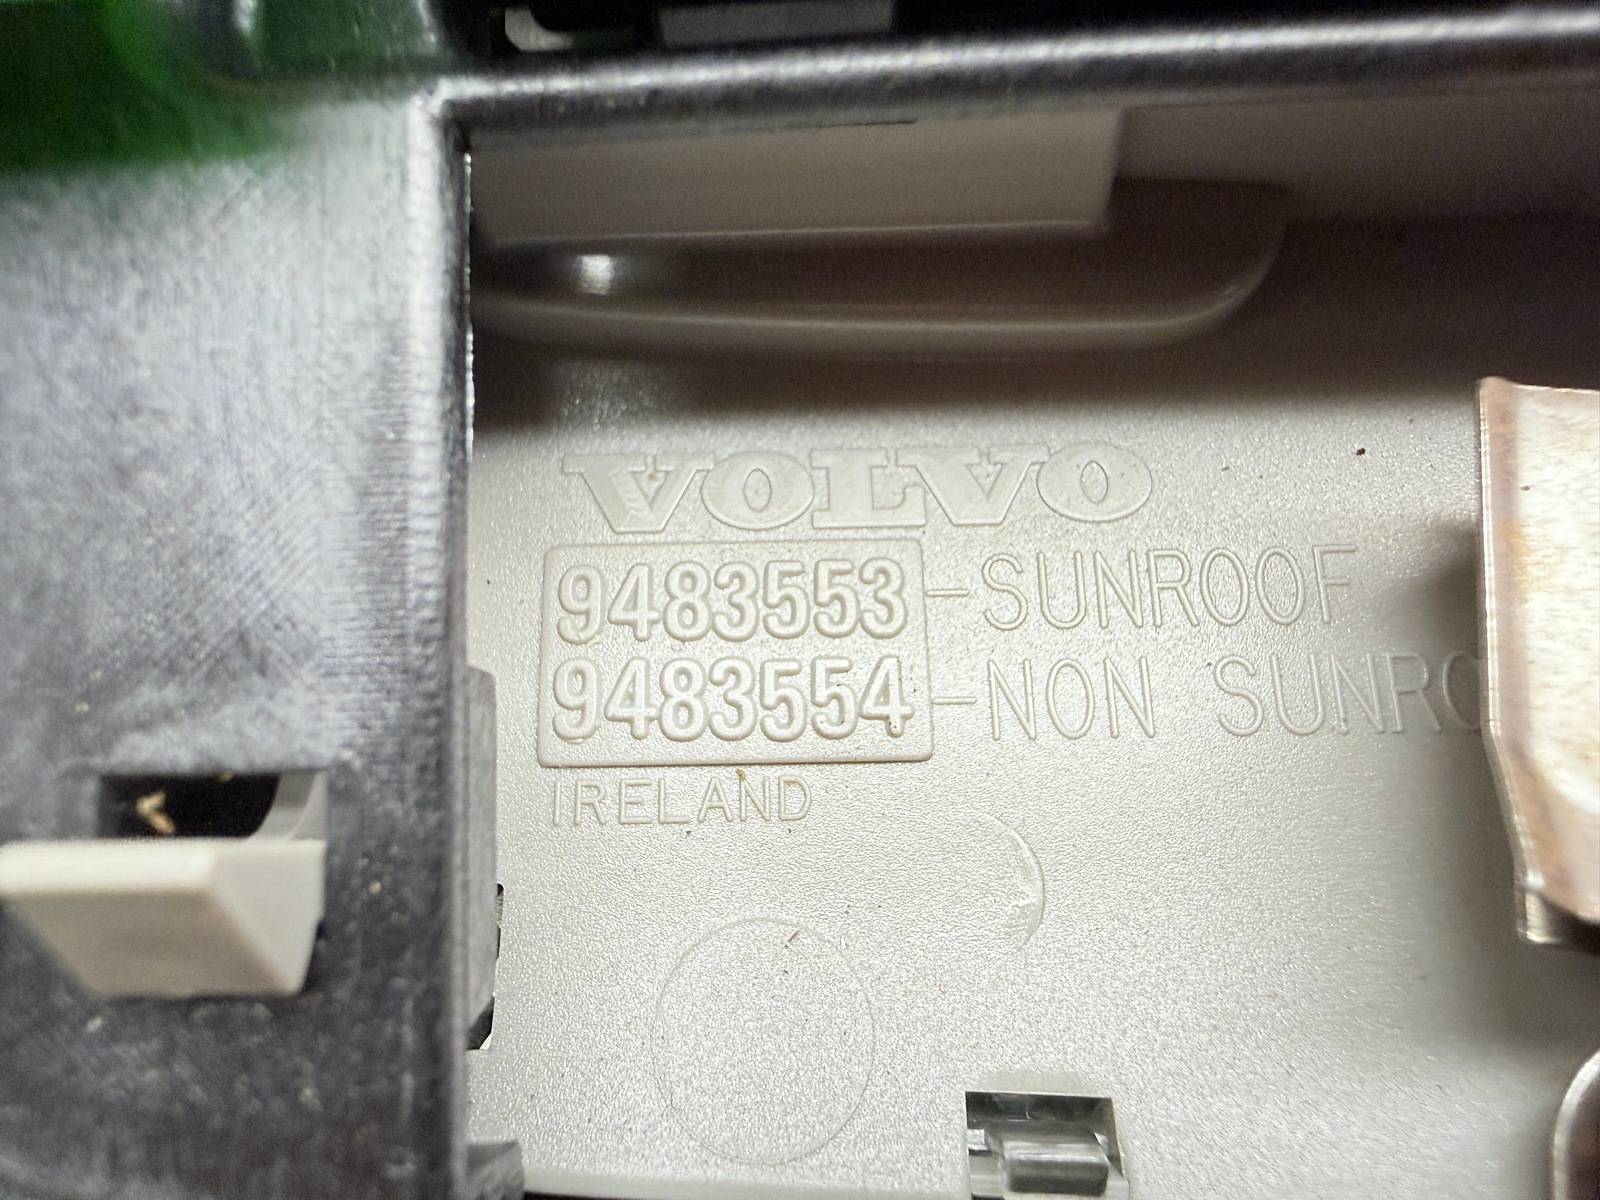 VOLVO
9483553-SUNROOF
9483554-NON SUNRO
IRELAND